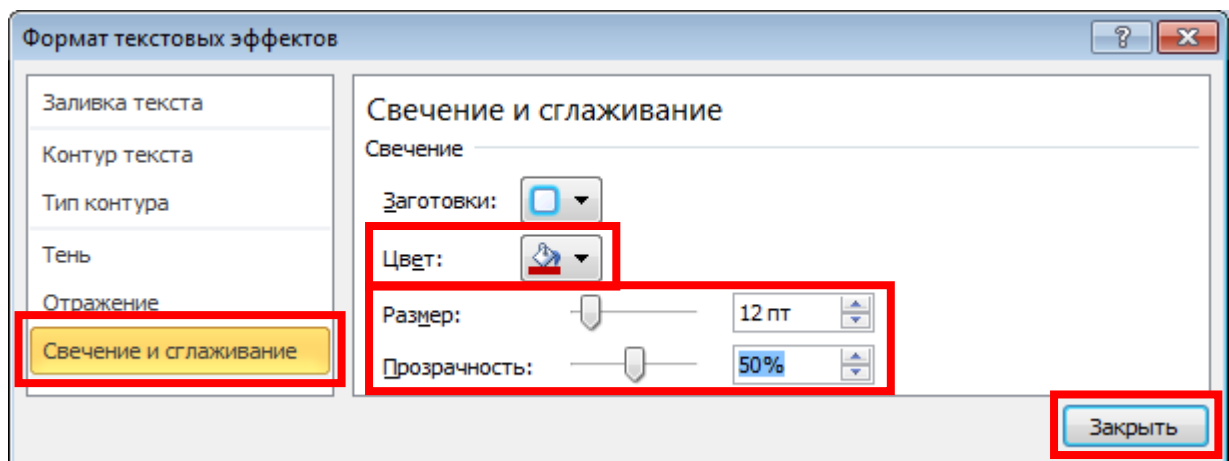 Формат текстовых эффектов
?
Заливка текста
Контур текста
Тип контура
Тень
Отражение
Свечение и сглаживание
Свечение и сглаживание
Свечение
Заготовки:
Цвет:
Размер: 12 пт
Прозрачность: 50%
Закрыть